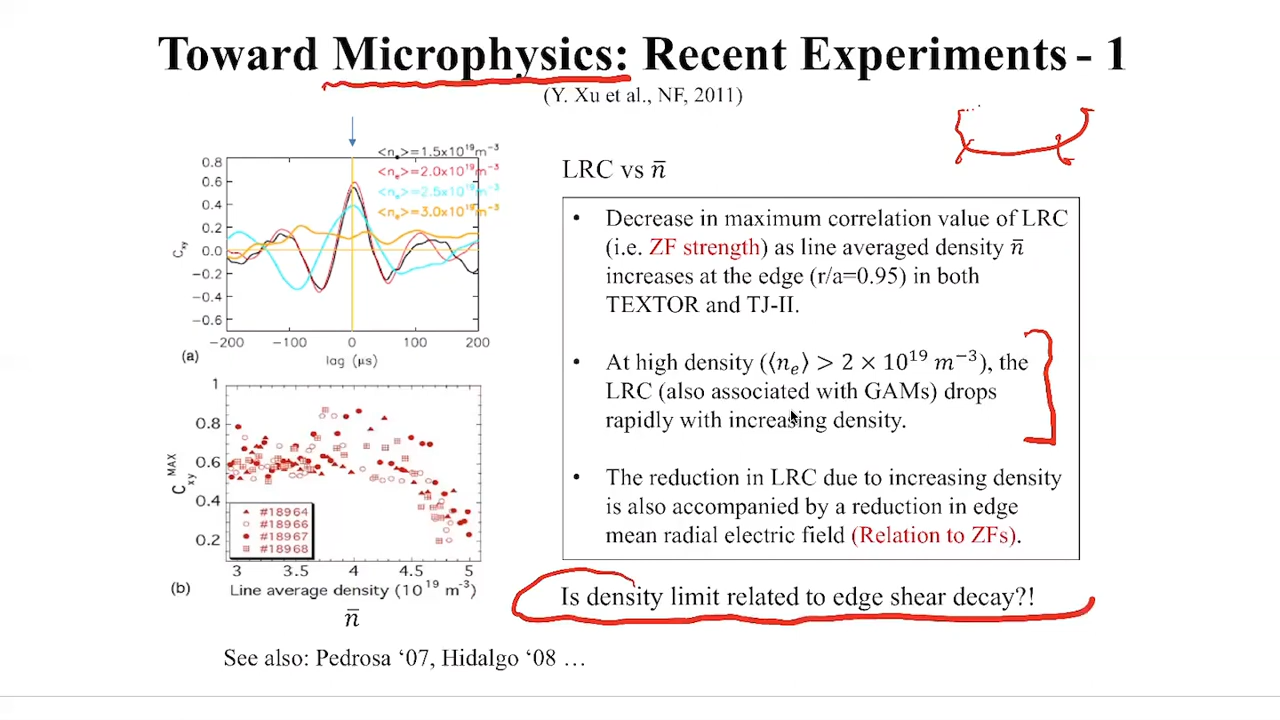 Toward Microphysics: Recent Experiments - 1
(Y. Xu et al., NF, 2011)
<nₑ>=1.5x10¹⁹m⁻³
<nₑ>=2.0x10¹⁹m⁻³
<nₑ>=2.5x10¹⁹m⁻³
<nₑ>=3.0x10¹⁹m⁻³
0.8
0.6
0.4
0.2
0.0
−0.2
−0.4
−0.6
C_xy
−200 −100 0 100 200
(a) lag (μs)
1
0.8
0.6
0.4
0.2
C_xy^MAX
#18964
#18966
#18967
#18968
3 3.5 4 4.5 5
(b) Line average density (10¹⁹ m⁻³)
n̄
See also: Pedrosa ‘07, Hidalgo ‘08 …
LRC vs n̄
• Decrease in maximum correlation value of LRC
(i.e. ZF strength) as line averaged density n̄
increases at the edge (r/a=0.95) in both
TEXTOR and TJ-II.
• At high density (⟨nₑ⟩ > 2 × 10¹⁹ m⁻³), the
LRC (also associated with GAMs) drops
rapidly with increasing density.
• The reduction in LRC due to increasing density
is also accompanied by a reduction in edge
mean radial electric field (Relation to ZFs).
Is density limit related to edge shear decay?!